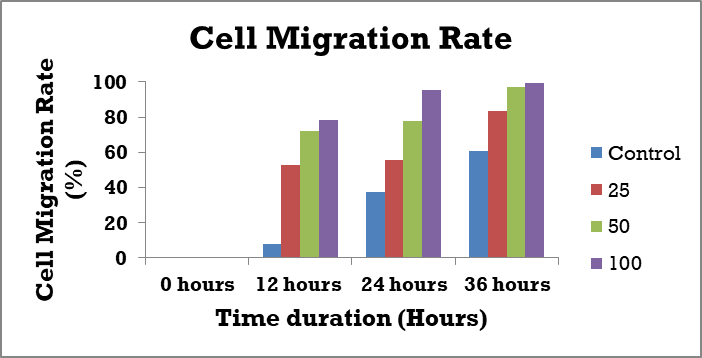 Cell Migration Rate
Cell Migration Rate
(%)
100
80
60
40
20
0
0 hours 12 hours 24 hours 36 hours
Time duration (Hours)
Control
25
50
100